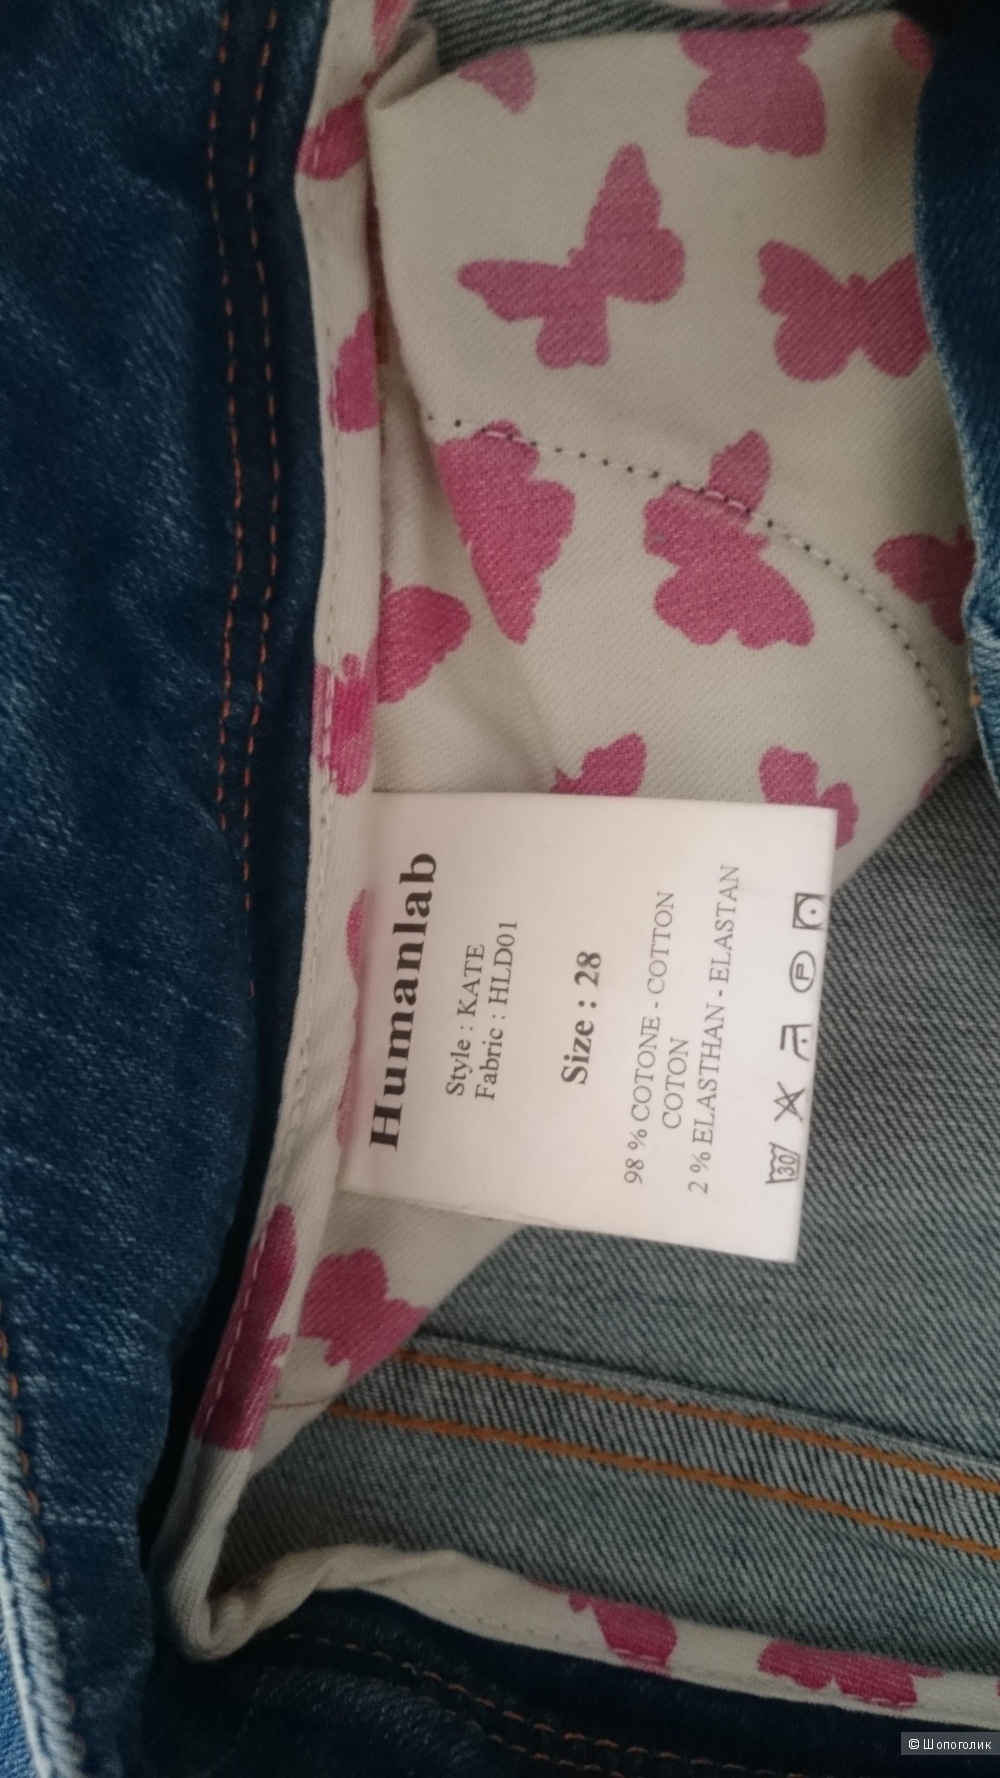 Humanlab
Style : KATE
Fabric : HLD01
Size : 28
98 % COTONE - COTTON
COTON
2 % ELASTHAN - ELASTAN
30 P
© Шопоголик